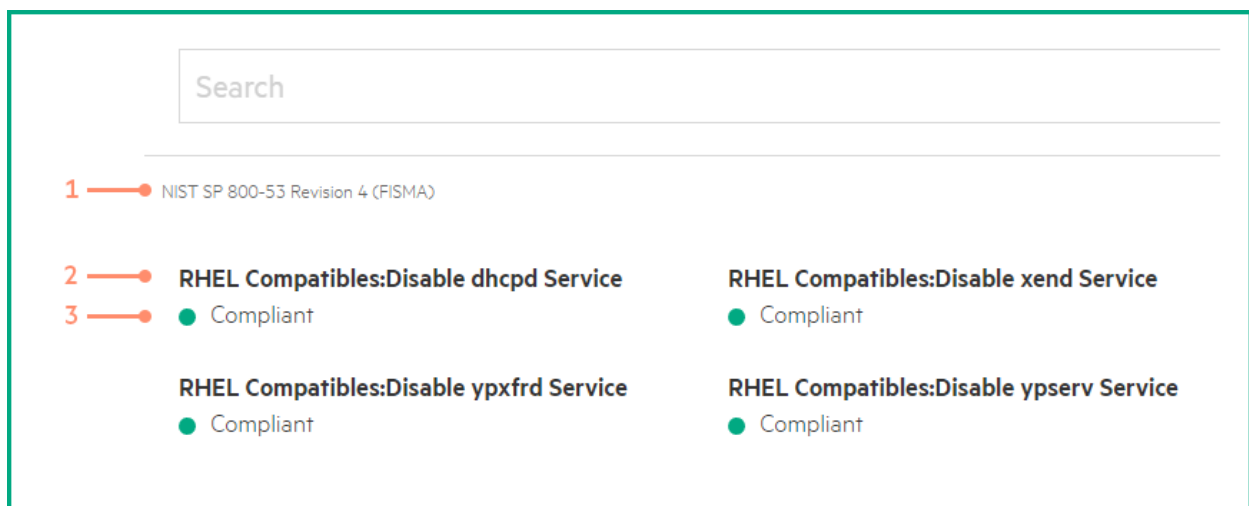 Search
1 NIST SP 800-53 Revision 4 (FISMA)
2 RHEL Compatibles:Disable dhcpd Service RHEL Compatibles:Disable xend Service
3 Compliant Compliant
RHEL Compatibles:Disable ypxfrd Service RHEL Compatibles:Disable ypserv Service
Compliant Compliant